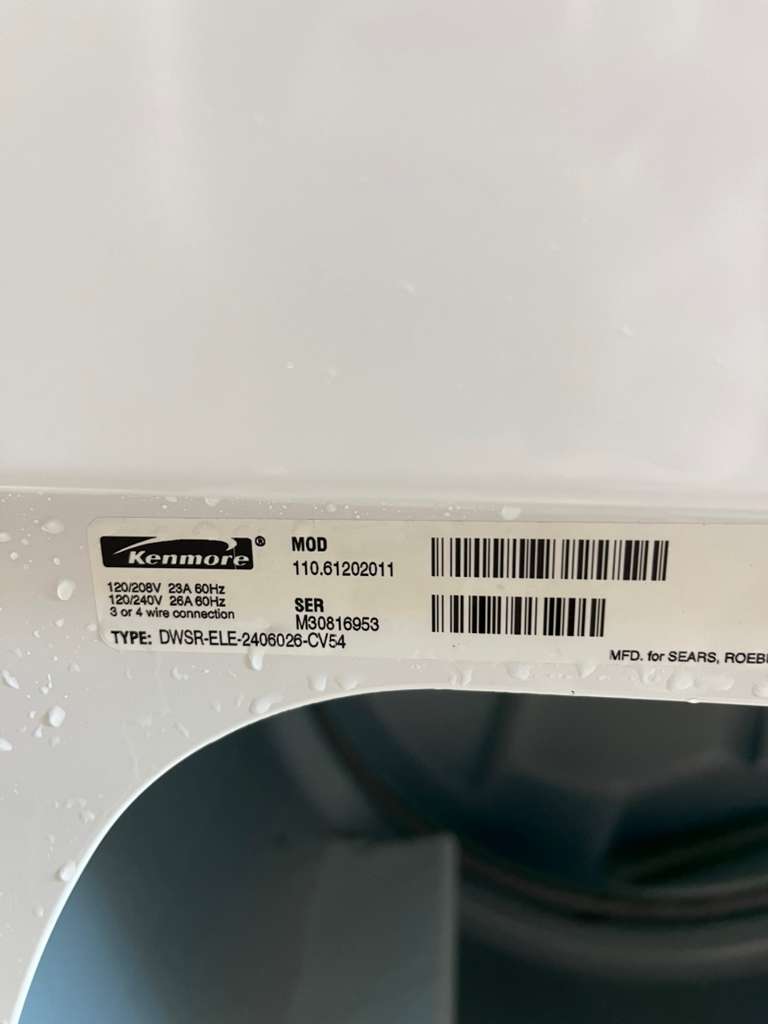 Kenmore®
MOD
110.61202011
120/208V 23A 60Hz
120/240V 26A 60Hz
3 or 4 wire connection
SER
M30816953
TYPE: DWSR-ELE-2406026-CV54
MFD. for SEARS,